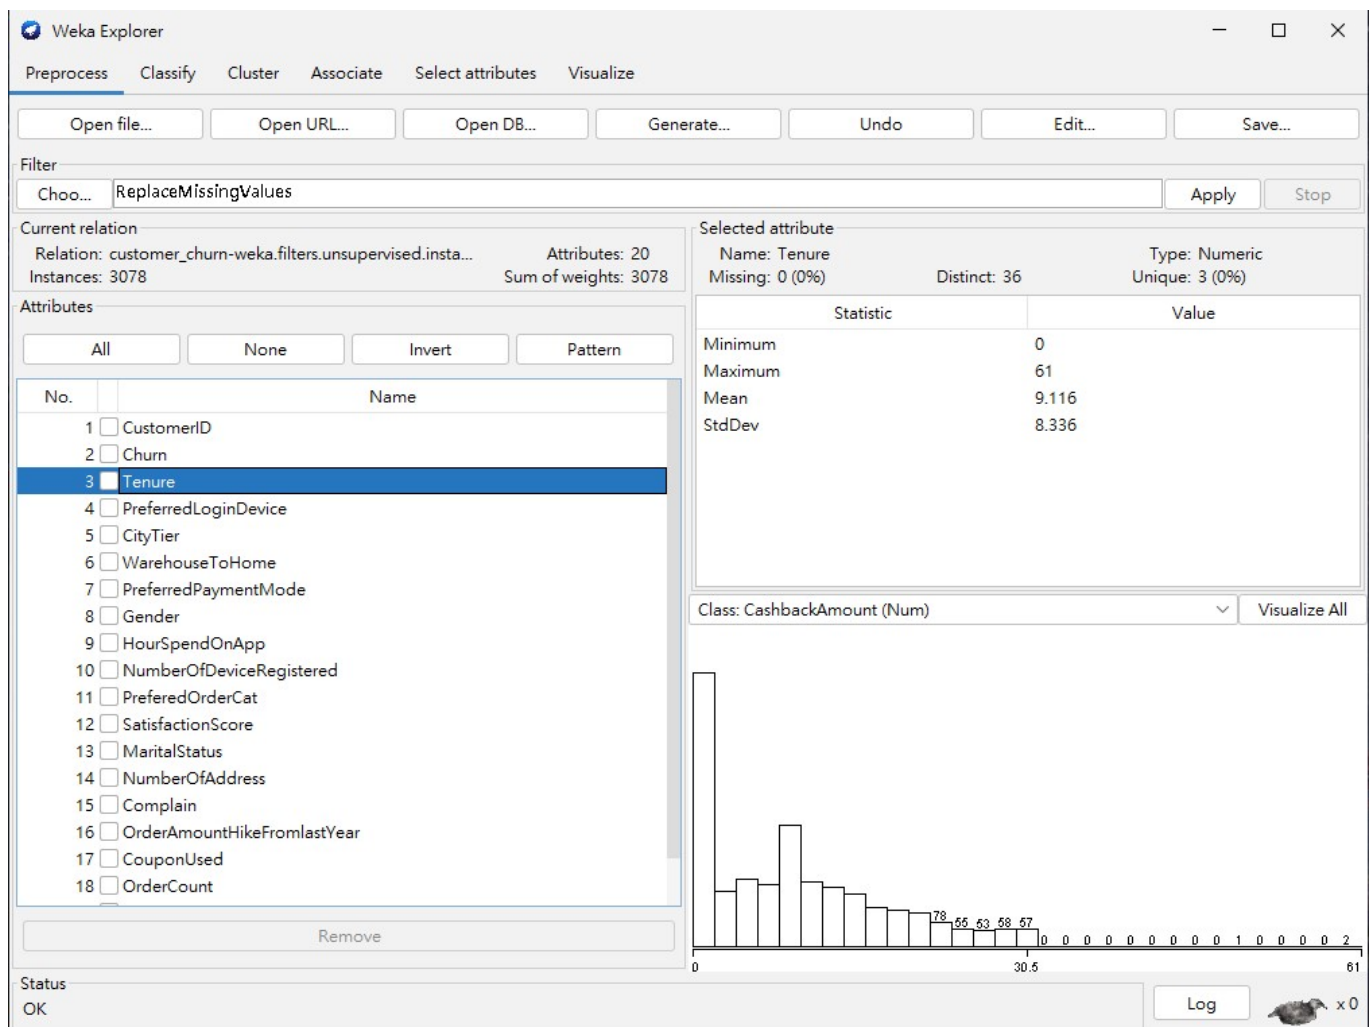 Weka Explorer
Preprocess Classify Cluster Associate Select attributes Visualize
Open file... Open URL... Open DB... Generate... Undo Edit... Save...
Filter
Choo... ReplaceMissingValues Apply Stop
Current relation
Relation: customer_churn-weka.filters.unsupervised.insta... Attributes: 20
Instances: 3078 Sum of weights: 3078
Attributes
All None Invert Pattern
No. Name
1 CustomerID
2 Churn
3 Tenure
4 PreferredLoginDevice
5 CityTier
6 WarehouseToHome
7 PreferredPaymentMode
8 Gender
9 HourSpendOnApp
10 NumberOfDeviceRegistered
11 PreferedOrderCat
12 SatisfactionScore
13 MaritalStatus
14 NumberOfAddress
15 Complain
16 OrderAmountHikeFromlastYear
17 CouponUsed
18 OrderCount
Remove
Selected attribute
Name: Tenure Type: Numeric
Missing: 0 (0%) Distinct: 36 Unique: 3 (0%)
Statistic Value
Minimum 0
Maximum 61
Mean 9.116
StdDev 8.336
Class: CashbackAmount (Num) Visualize All
78 55 53 58 57 0 0 0 0 0 0 0 0 0 1 0 0 0 0 2
0 30.5 61
Status
OK Log x 0